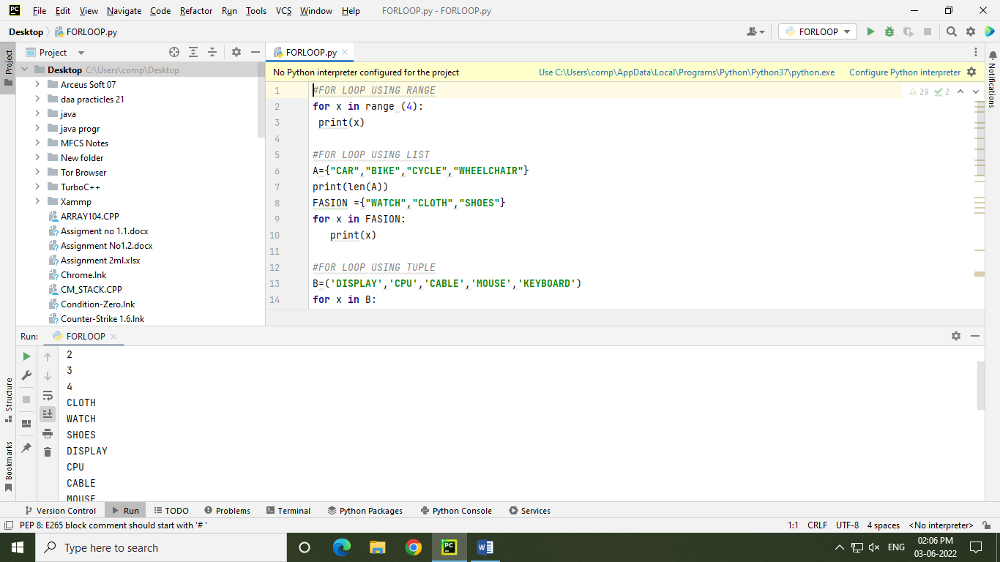 PC File Edit View Navigate Code Refactor Run Tools VCS Window Help FORLOOP.py - FORLOOP.py
Desktop FORLOOP.py FORLOOP
Project FORLOOP.py
Desktop C:\Users\comp\Desktop
No Python interpreter configured for the project Use C:\Users\comp\AppData\Local\Programs\Python\Python37\python.exe Configure Python interpreter
Arceus Soft 07
daa practicles 21
java
java progr
MFCS Notes
New folder
Tor Browser
TurboC++
Xammp
ARRAY104.CPP
Assigment no 1.1.docx
Assignment No1.2.docx
Assignment 2ml.xlsx
Chrome.lnk
CM_STACK.CPP
Condition-Zero.lnk
Counter-Strike 1.6.lnk
1 #FOR LOOP USING RANGE
29 2
2 for x in range (4):
3 print(x)
4
5 #FOR LOOP USING LIST
6 A={"CAR","BIKE","CYCLE","WHEELCHAIR"}
7 print(len(A))
8 FASION ={"WATCH","CLOTH","SHOES"}
9 for x in FASION:
10 print(x)
11
12 #FOR LOOP USING TUPLE
13 B=('DISPLAY','CPU','CABLE','MOUSE','KEYBOARD')
14 for x in B:
Project
Structure
Bookmarks
Notifications
Run: FORLOOP
2
3
4
CLOTH
WATCH
SHOES
DISPLAY
CPU
CABLE
MOUSE
Version Control Run TODO Problems Terminal Python Packages Python Console Services
PEP 8: E265 block comment should start with '# ' 1:1 CRLF UTF-8 4 spaces <No interpreter>
Type here to search PC W ENG 02:06 PM
03-06-2022